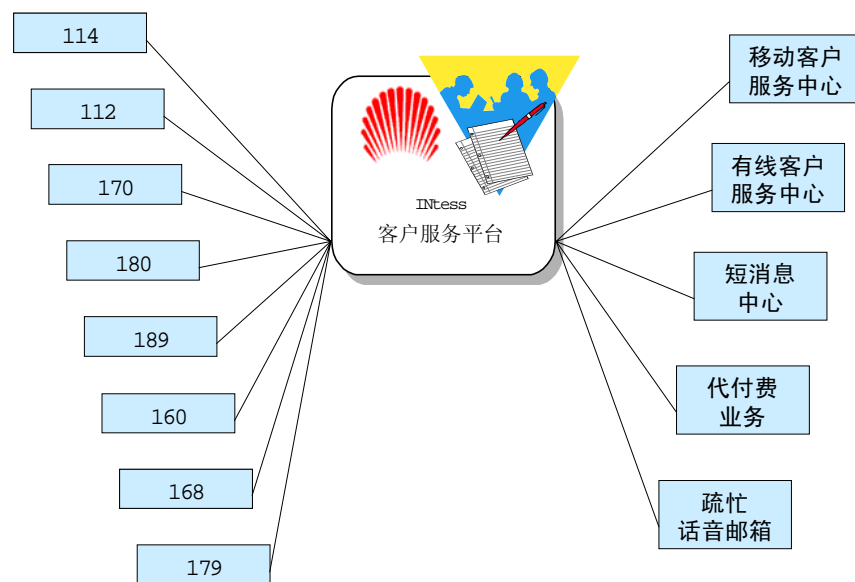 114
112
170
180
189
160
168
179
INtess
客户服务平台
移动客户
服务中心
有线客户
服务中心
短消息
中心
代付费
业务
疏忙
话音邮箱